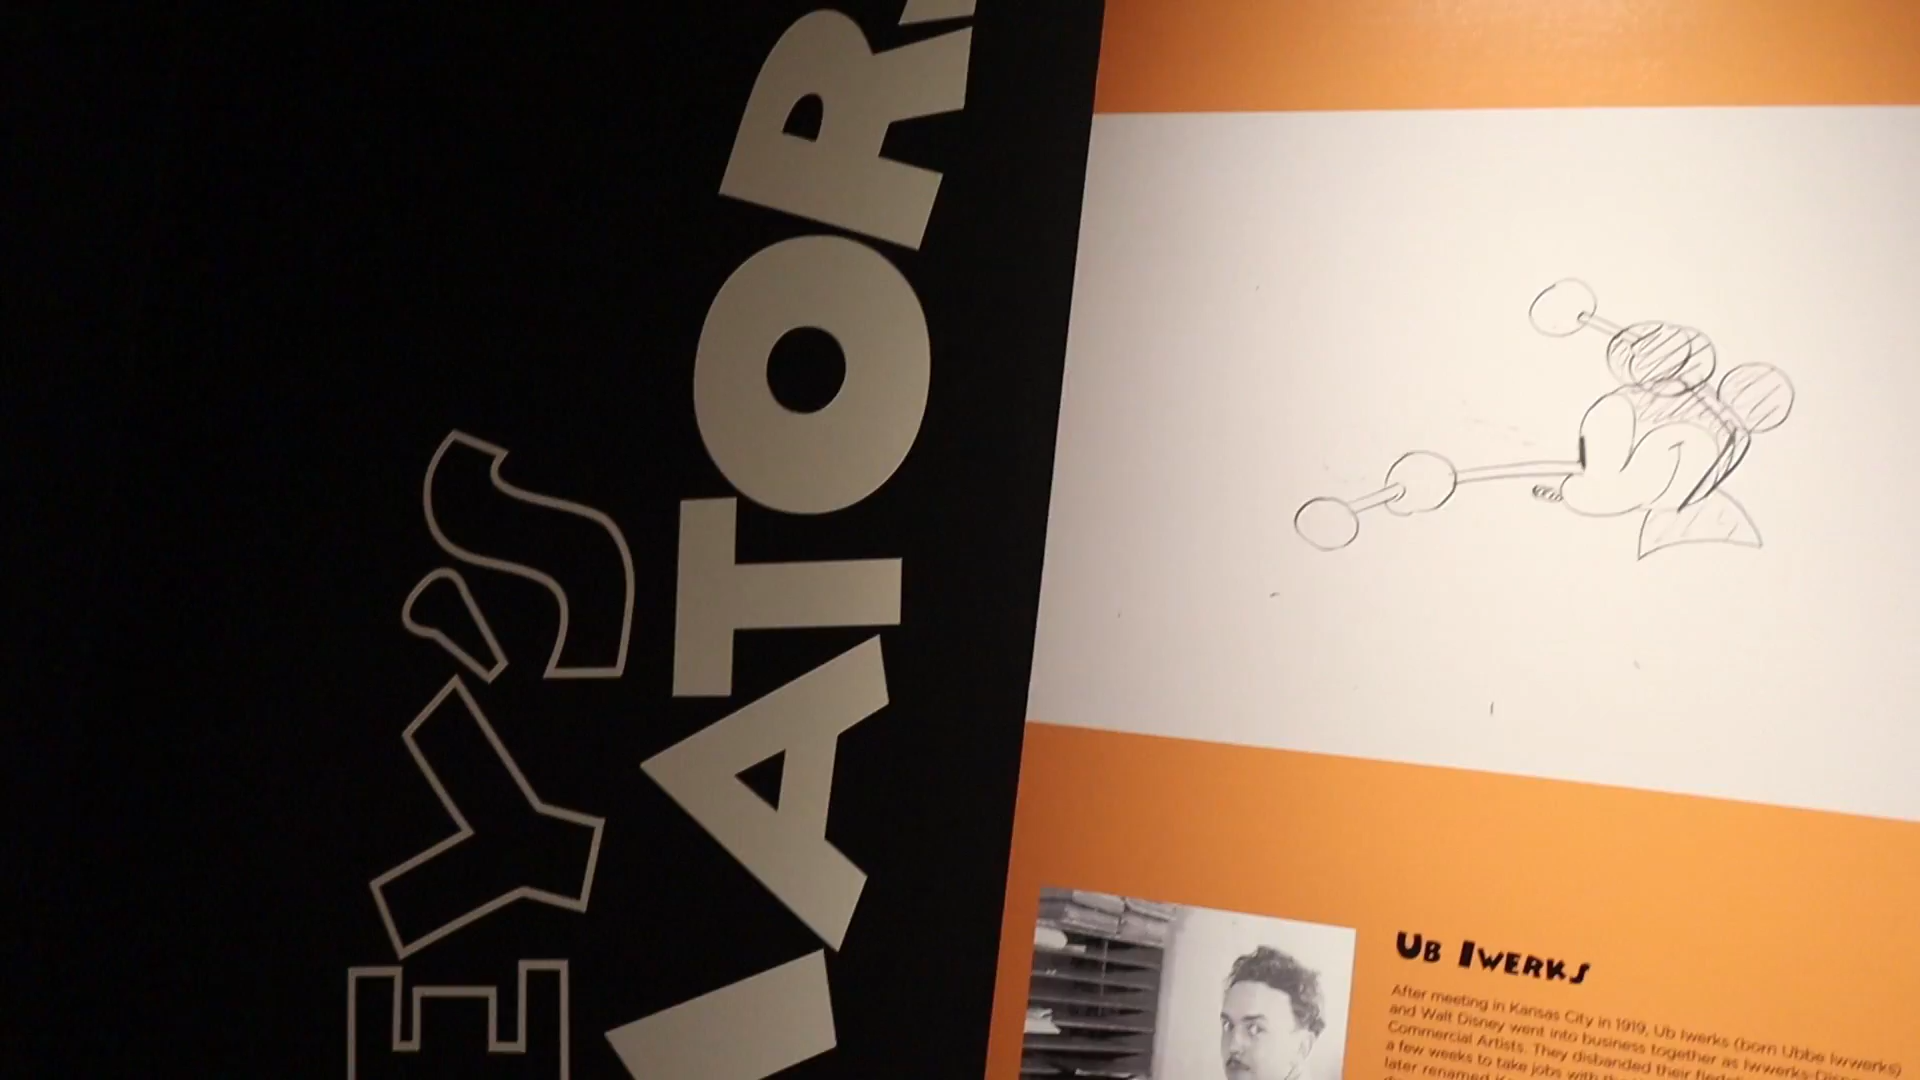 EY'S
ATOR
UB IWERKS
After meeting in Kansas City in 1919, Ub Iwerks (born Ubbe Iwwerks)
and Walt Disney went into business together as Iwwerks-Disney
Commercial Artists. They disbanded their
a few weeks to take jobs with
later renamed